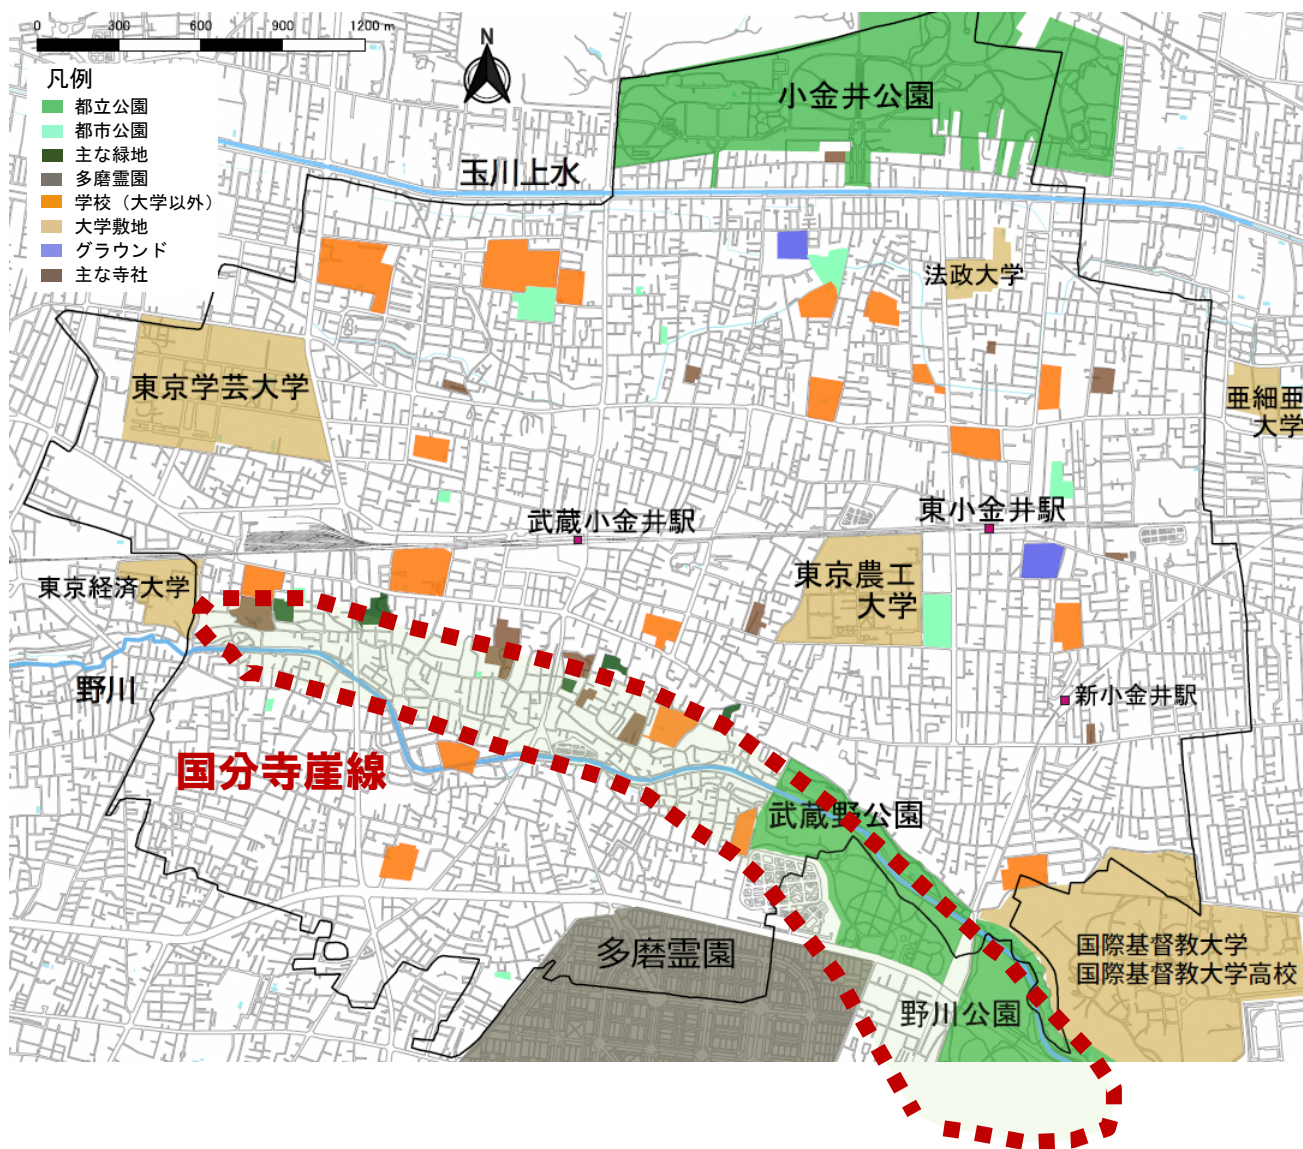 0 300 600 900 1200 m
N
凡例
都立公園
都市公園
主な緑地
多磨霊園
学校（大学以外）
大学敷地
グラウンド
主な寺社
小金井公園
玉川上水
法政大学
東京学芸大学
亜細亜
大学
武蔵小金井駅
東小金井駅
東京経済大学
東京農工
大学
野川
新小金井駅
国分寺崖線
武蔵野公園
多磨霊園
国際基督教大学
国際基督教大学高校
野川公園